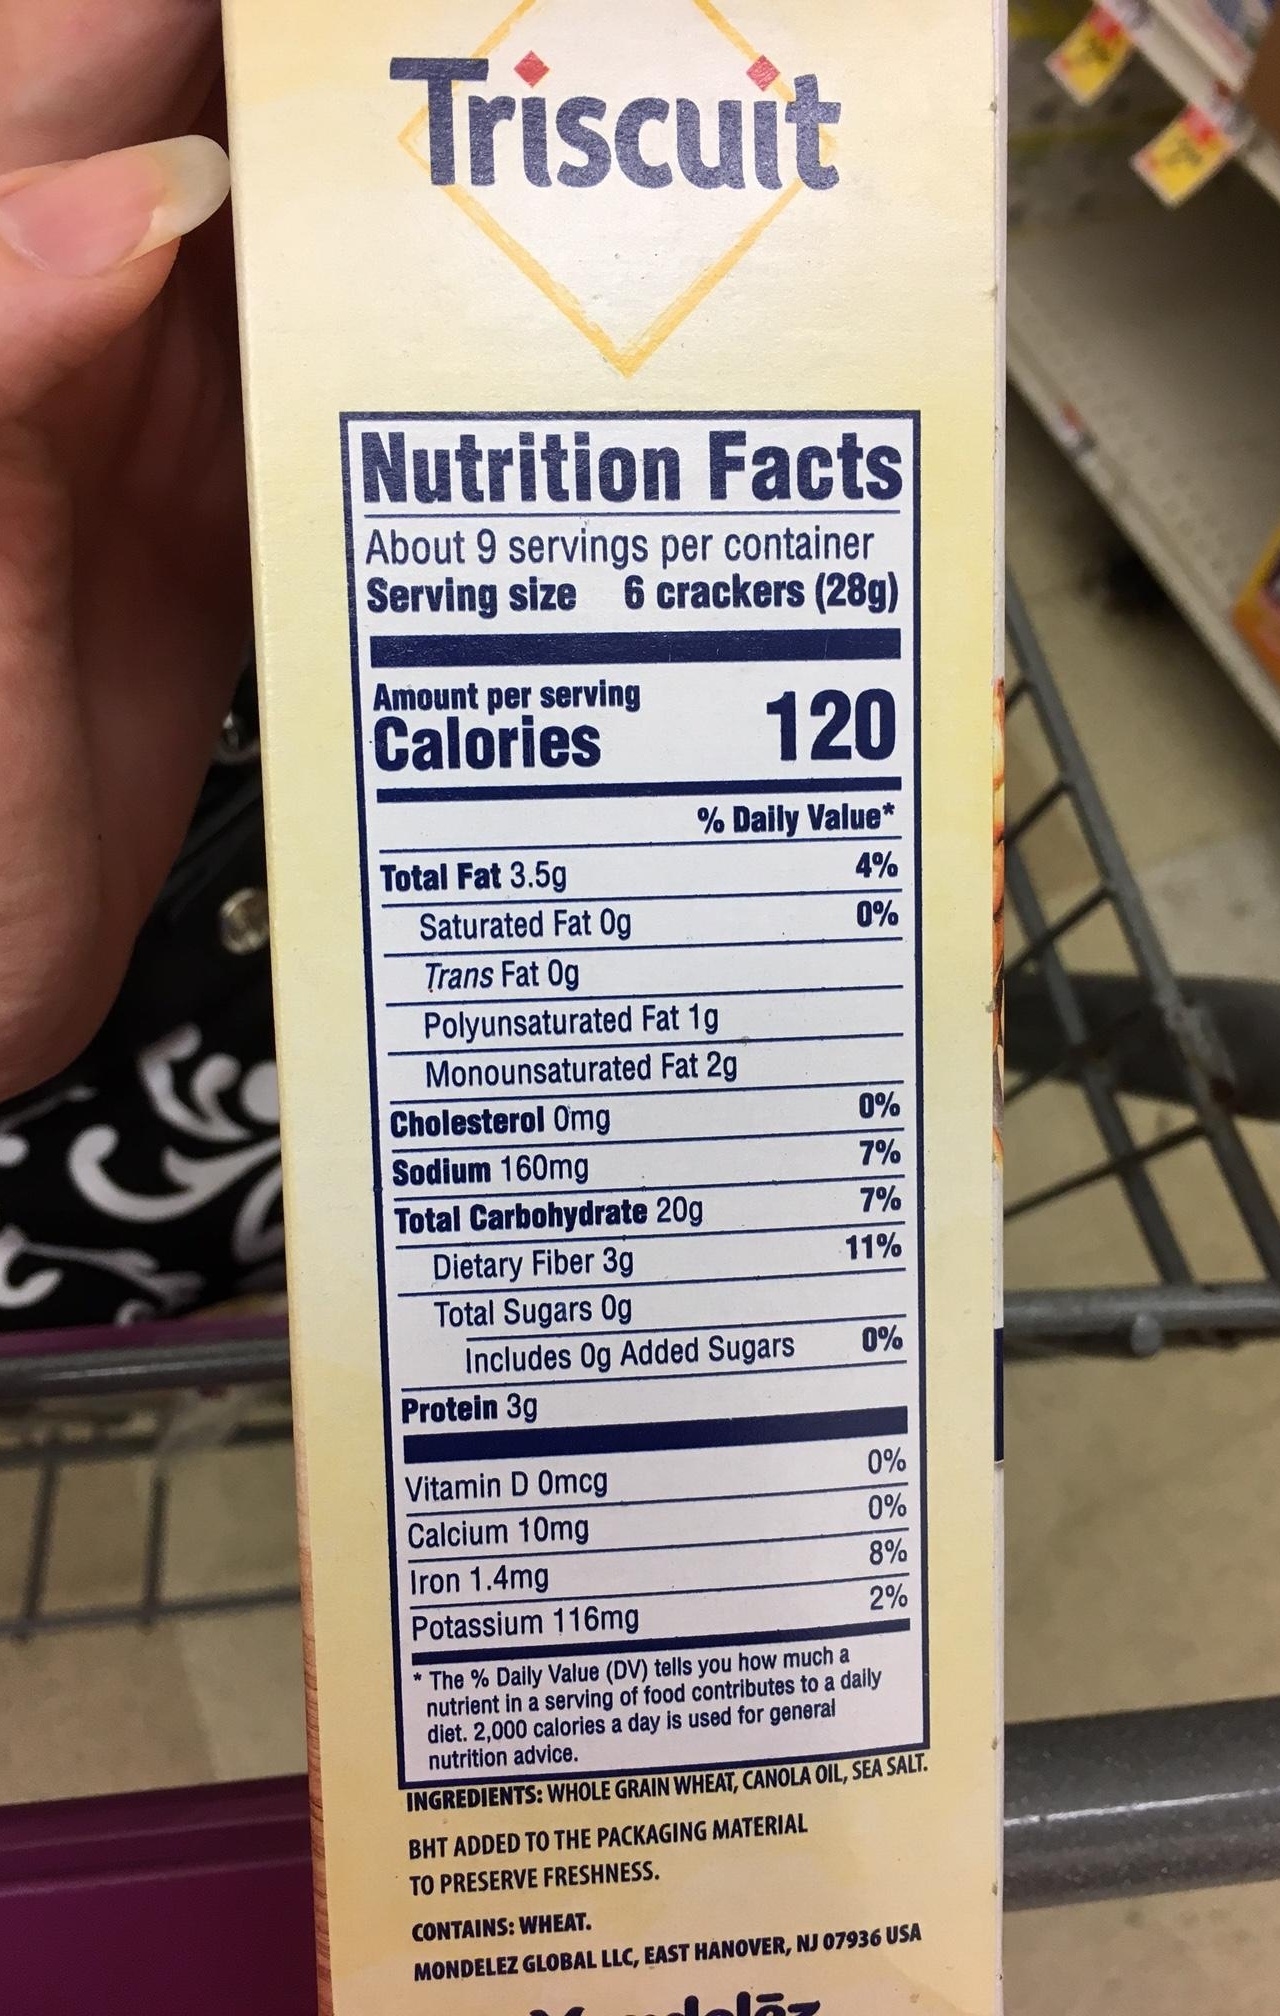 Triscuit
Nutrition Facts
About 9 servings per container
Serving size 6 crackers (28g)
Amount per serving
Calories 120
% Daily Value*
Total Fat 3.5g 4%
Saturated Fat 0g 0%
Trans Fat 0g
Polyunsaturated Fat 1g
Monounsaturated Fat 2g
Cholesterol 0mg 0%
Sodium 160mg 7%
Total Carbohydrate 20g 7%
Dietary Fiber 3g 11%
Total Sugars 0g
Includes 0g Added Sugars 0%
Protein 3g
Vitamin D 0mcg 0%
Calcium 10mg 0%
Iron 1.4mg 8%
Potassium 116mg 2%
* The % Daily Value (DV) tells you how much a
nutrient in a serving of food contributes to a daily
diet. 2,000 calories a day is used for general
nutrition advice.
INGREDIENTS: WHOLE GRAIN WHEAT, CANOLA OIL, SEA SALT.
BHT ADDED TO THE PACKAGING MATERIAL
TO PRESERVE FRESHNESS.
CONTAINS: WHEAT.
MONDELEZ GLOBAL LLC, EAST HANOVER, NJ 07936 USA
Mondelēz